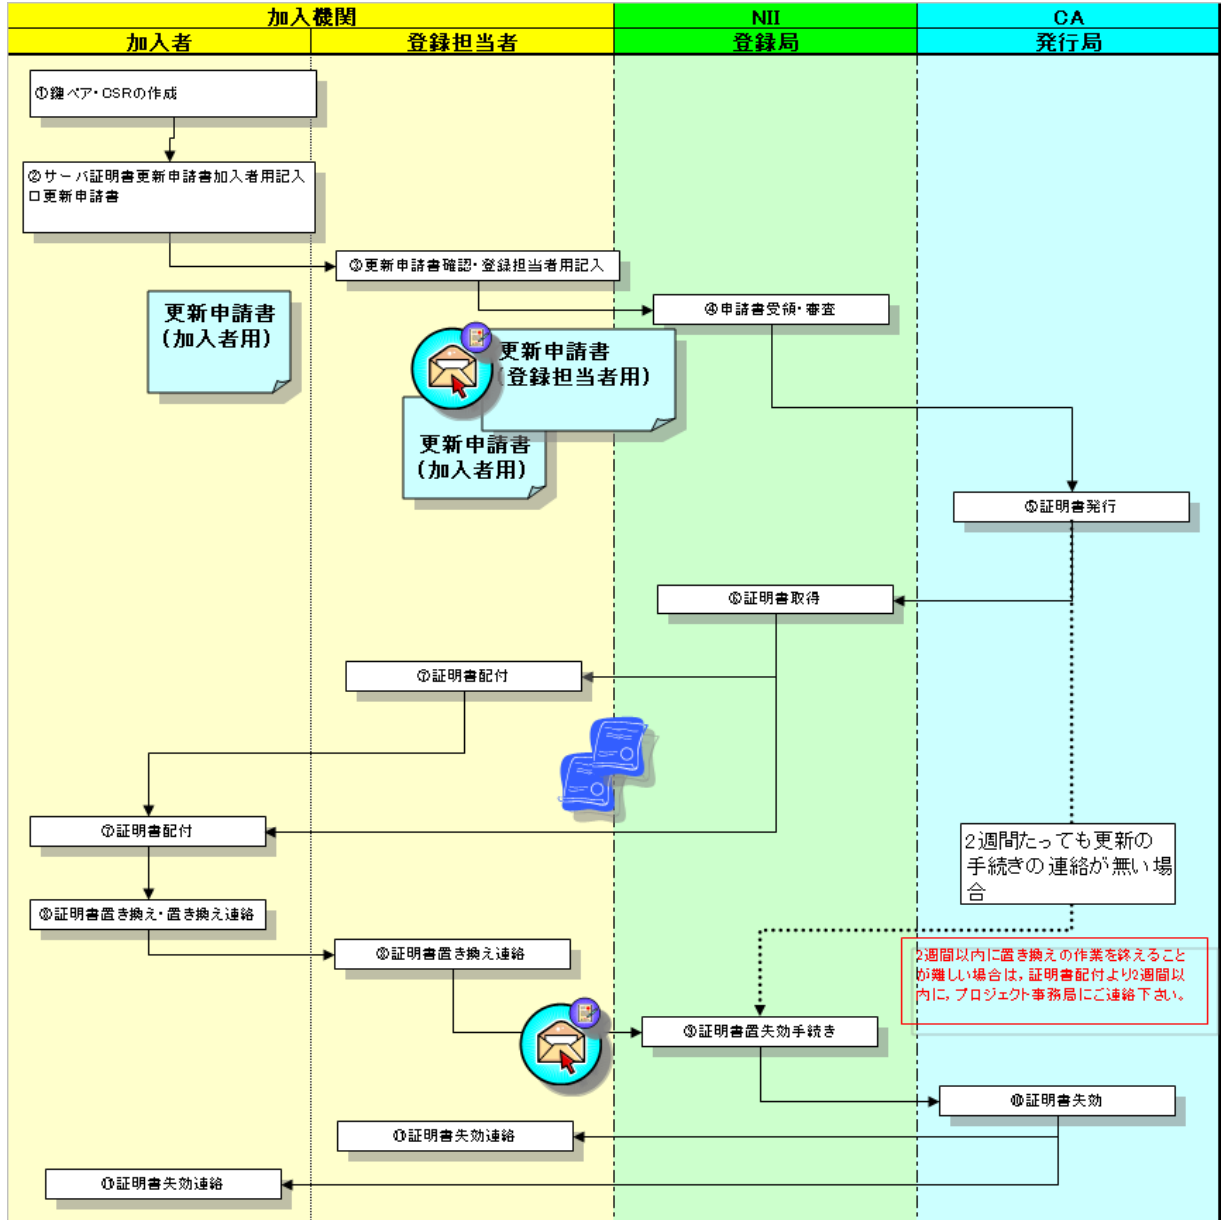 加入機関
NII
CA
加入者
登録担当者
登録局
発行局
①鍵ペア・CSRの作成
②サーバ証明書更新申請書加入者用記入
口更新申請書
③更新申請書確認・登録担当者用記入
④申請書受領・審査
更新申請書
(加入者用)
更新申請書
(登録担当者用)
更新申請書
(加入者用)
⑤証明書発行
⑥証明書取得
⑦証明書配付
⑦証明書配付
2週間たっても更新の
手続きの連絡が無い場
合
⑧証明書置き換え・置き換え連絡
⑧証明書置き換え連絡
2週間以内に置き換えの作業を終えること
が難しい場合は，証明書配付より2週間以
内に，プロジェクト事務局にご連絡下さい。
⑨証明書置失効手続き
⑩証明書失効
⑪証明書失効連絡
⑪証明書失効連絡